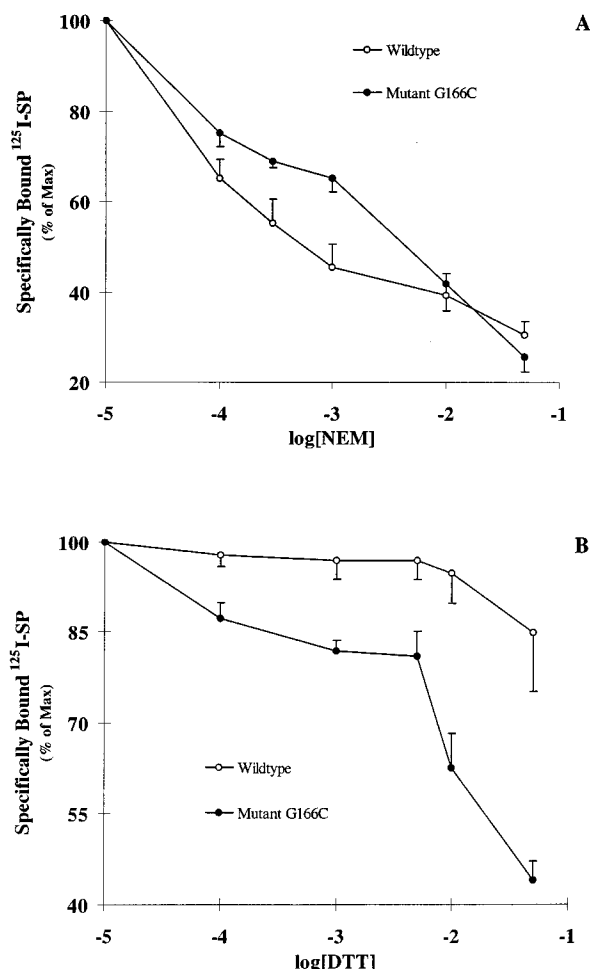 A
Specifically Bound ¹²⁵I-SP
(% of Max)
100
80
60
40
20
Wildtype
Mutant G166C
-5 -4 -3 -2 -1
log[NEM]
B
Specifically Bound ¹²⁵I-SP
(% of Max)
100
85
70
55
40
Wildtype
Mutant G166C
-5 -4 -3 -2 -1
log[DTT]